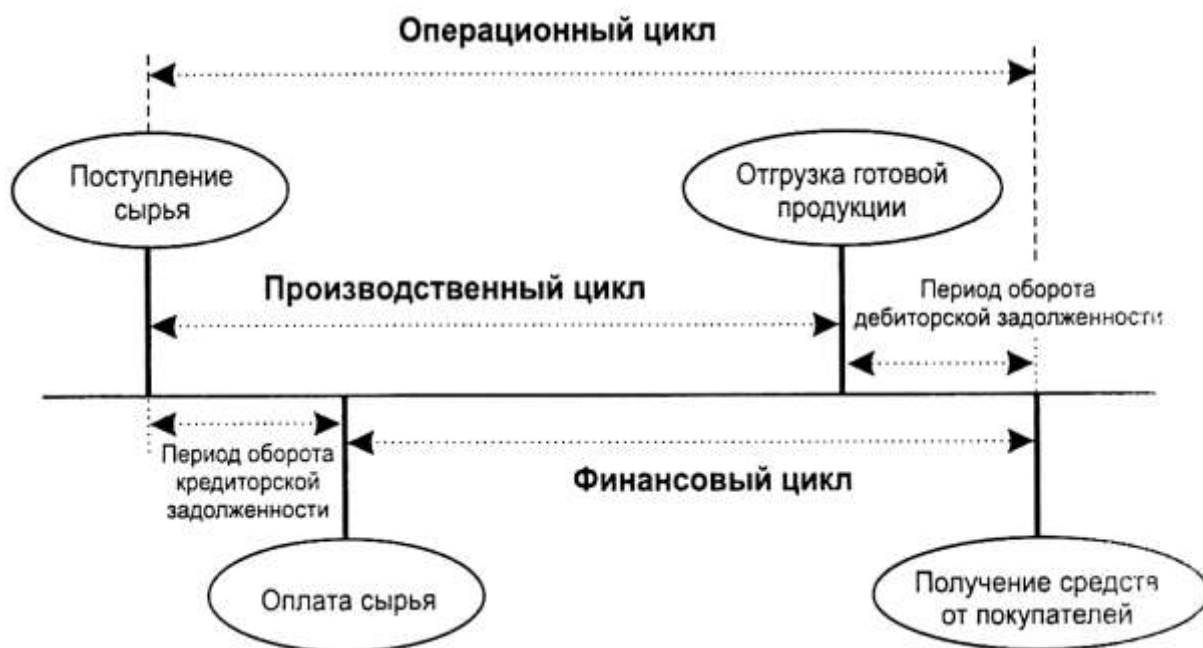 Операционный цикл
Поступление
сырья
Отгрузка готовой
продукции
Производственный цикл
Период оборота
дебиторской задолженности
Период оборота
кредиторской
задолженности
Финансовый цикл
Оплата сырья
Получение средств
от покупателей